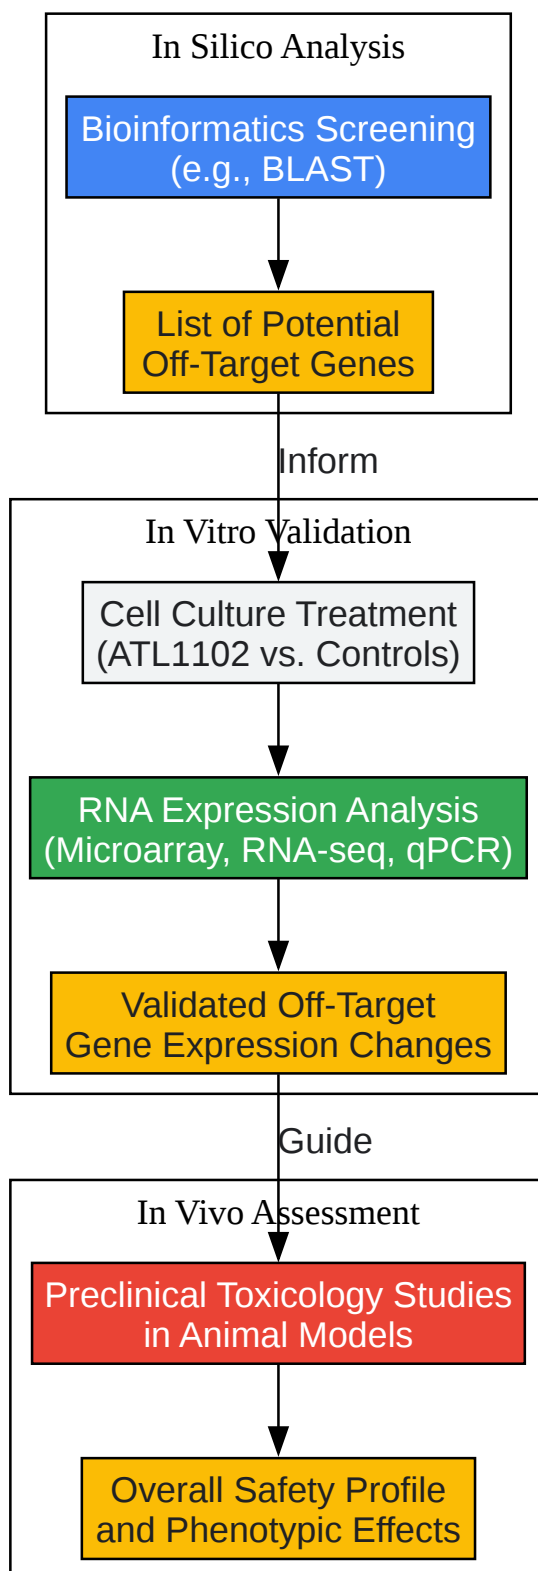 In Silico Analysis
Bioinformatics Screening
(e.g., BLAST)
List of Potential
Off-Target Genes
Inform
In Vitro Validation
Cell Culture Treatment
(ATL1102 vs. Controls)
RNA Expression Analysis
(Microarray, RNA-seq, qPCR)
Validated Off-Target
Gene Expression Changes
Guide
In Vivo Assessment
Preclinical Toxicology Studies
in Animal Models
Overall Safety Profile
and Phenotypic Effects